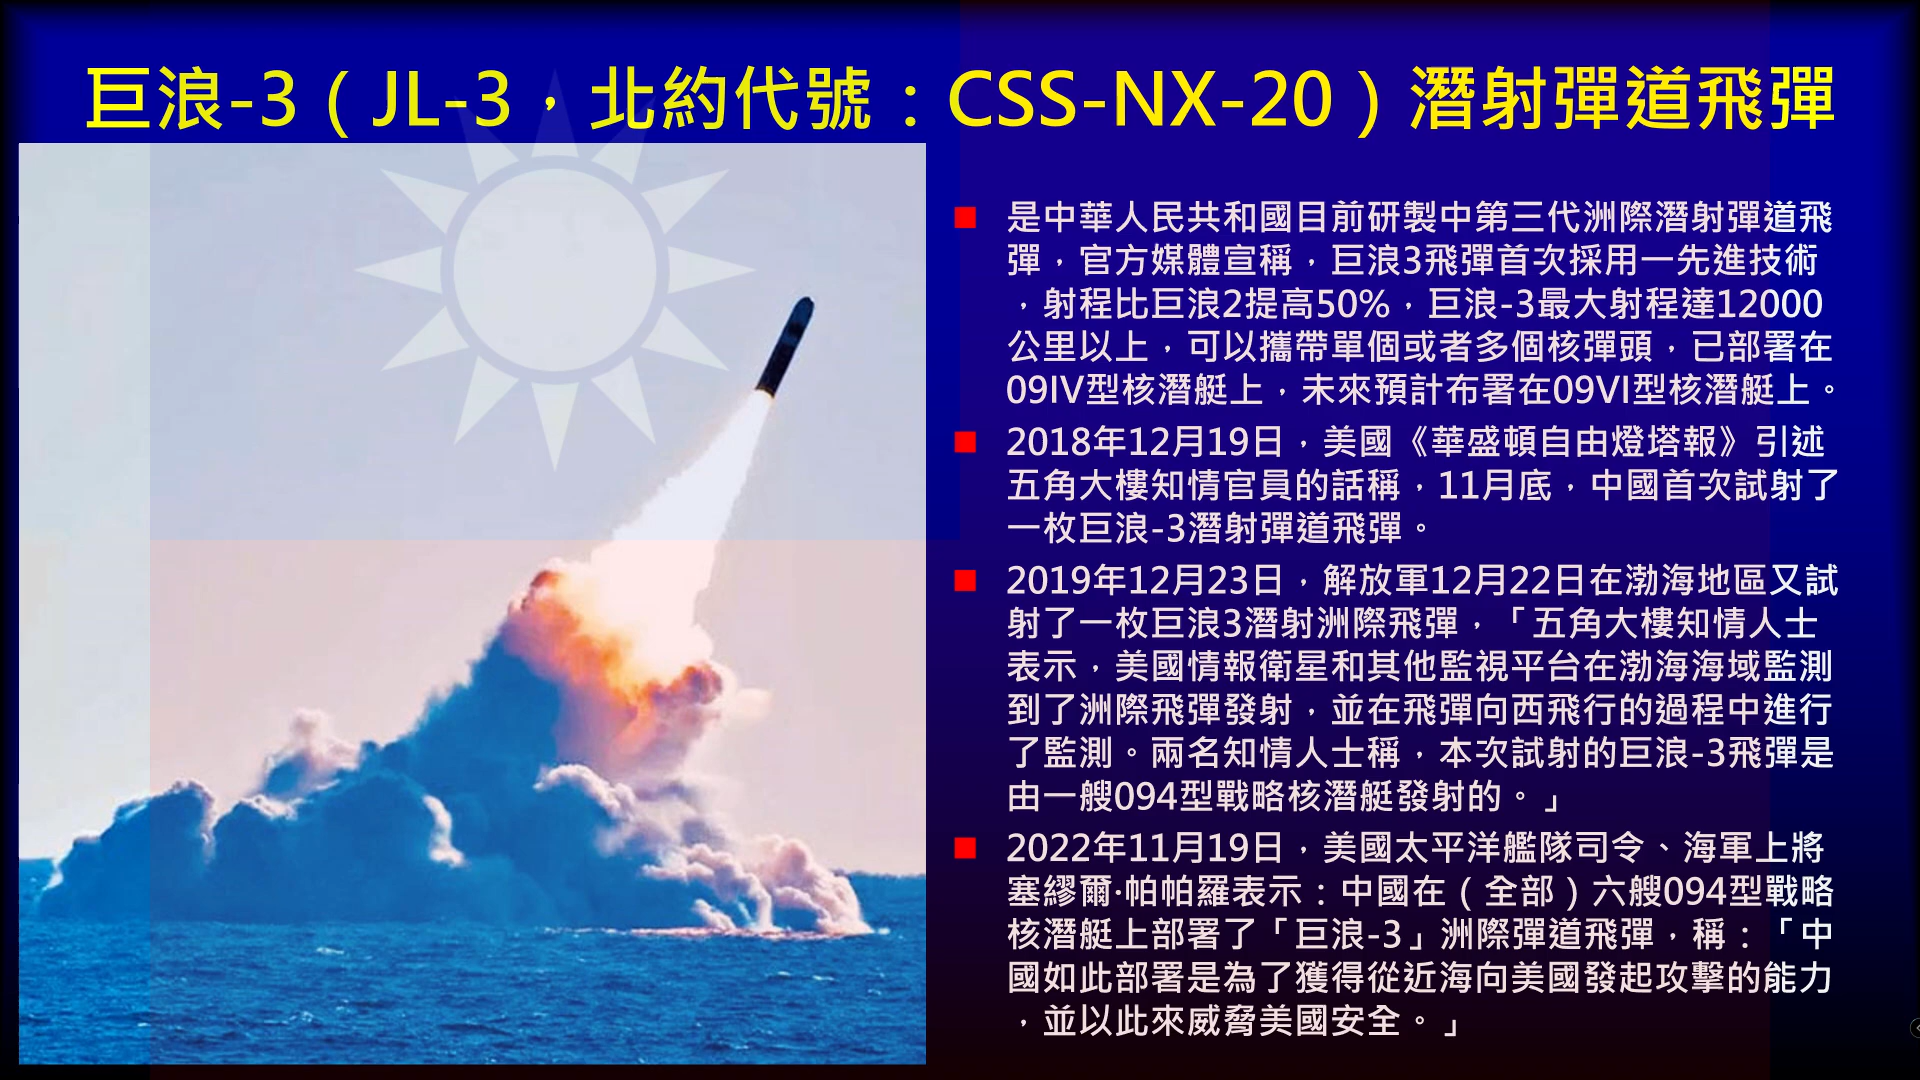 巨浪-3（JL-3，北約代號：CSS-NX-20）潛射彈道飛彈
是中華人民共和國目前研製中第三代洲際潛射彈道飛
彈，官方媒體宣稱，巨浪3飛彈首次採用一先進技術
，射程比巨浪2提高50%，巨浪-3最大射程達12000
公里以上，可以攜帶單個或者多個核彈頭，已部署在
09IV型核潛艇上，未來預計布署在09VI型核潛艇上。
2018年12月19日，美國《華盛頓自由燈塔報》引述
五角大樓知情官員的話稱，11月底，中國首次試射了
一枚巨浪-3潛射彈道飛彈。
2019年12月23日，解放軍12月22日在渤海地區又試
射了一枚巨浪3潛射洲際飛彈，「五角大樓知情人士
表示，美國情報衛星和其他監視平台在渤海海域監測
到了洲際飛彈發射，並在飛彈向西飛行的過程中進行
了監測。兩名知情人士稱，本次試射的巨浪-3飛彈是
由一艘094型戰略核潛艇發射的。」
2022年11月19日，美國太平洋艦隊司令、海軍上將
塞繆爾·帕帕羅表示：中國在（全部）六艘094型戰略
核潛艇上部署了「巨浪-3」洲際彈道飛彈，稱：「中
國如此部署是為了獲得從近海向美國發起攻擊的能力
，並以此來威脅美國安全。」